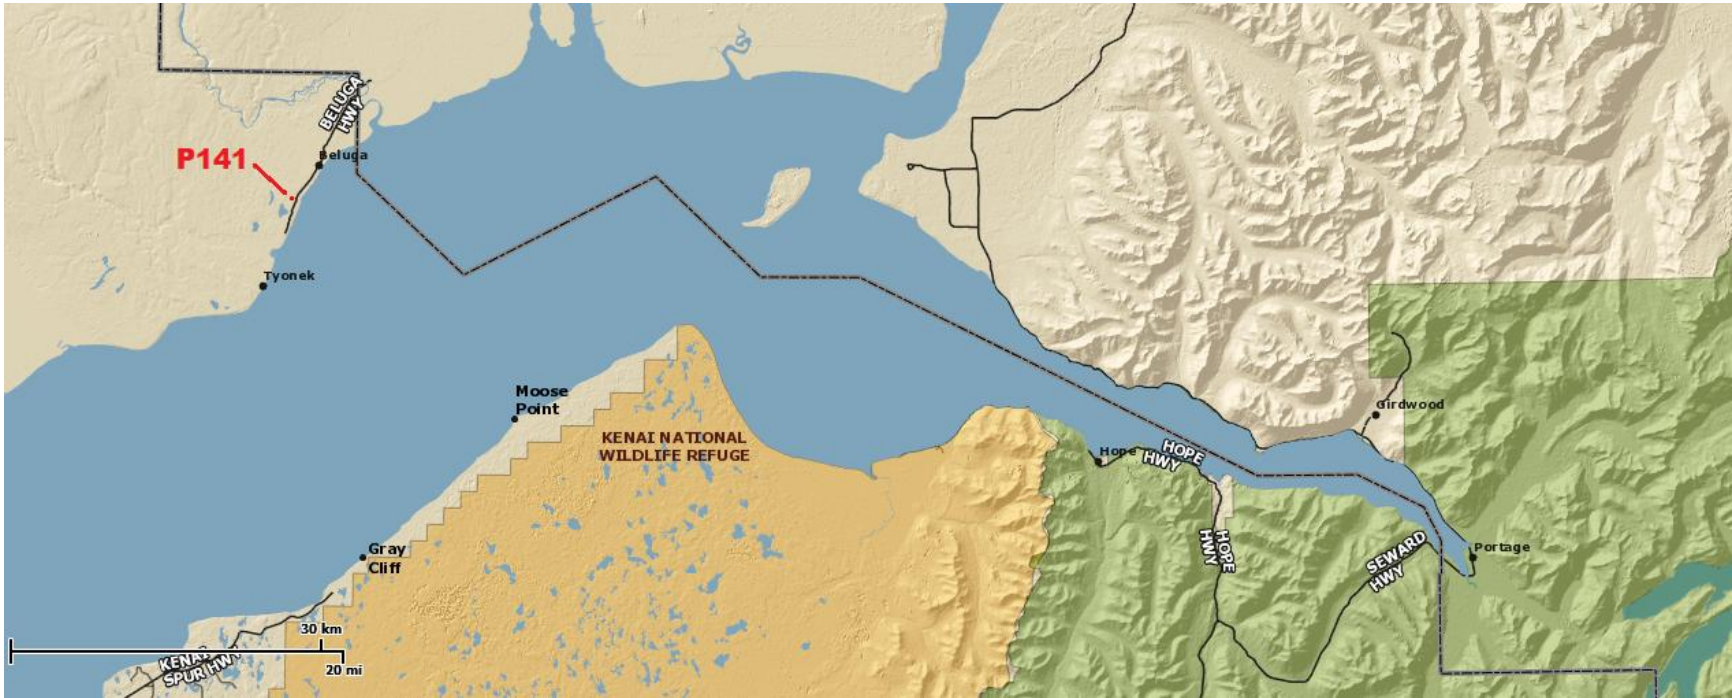 BELUGA
HWY
P141
Beluga
Tyonek
Moose
Point
KENAI NATIONAL
WILDLIFE REFUGE
Girdwood
Hope
HOPE
HWY
Gray
Cliff
HOPE
HWY
SEWARD
HWY
Portage
30 km
20 mi
KENAI
SPUR HWY